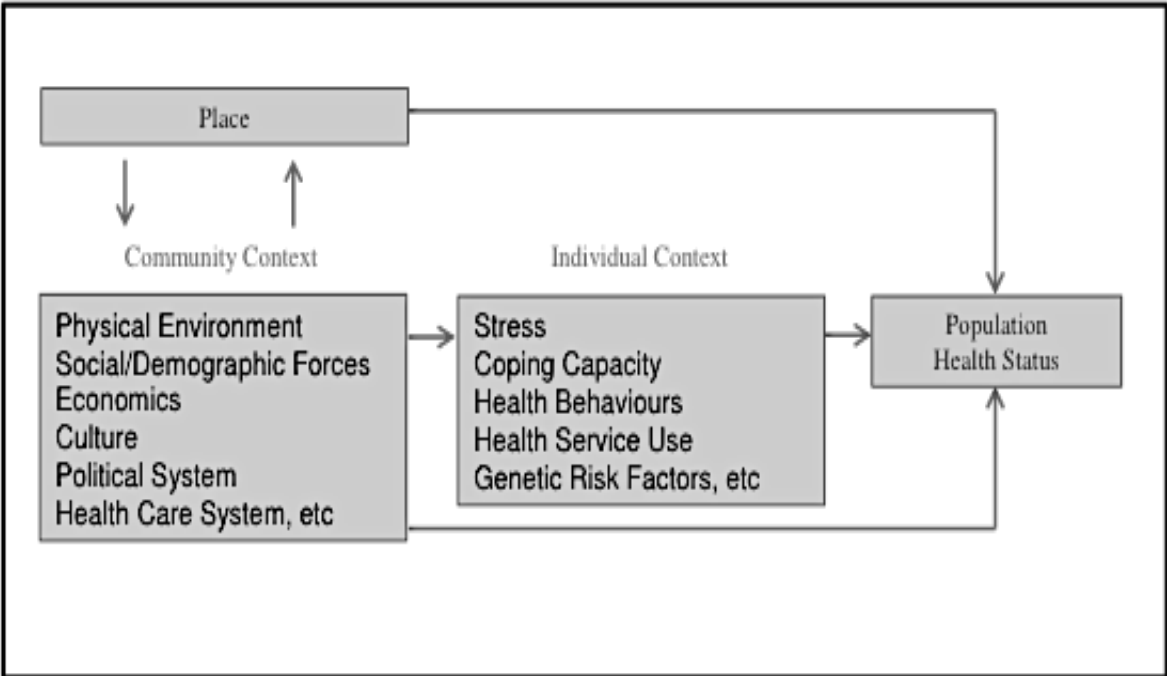 Place
Community Context
Individual Context
Physical Environment
Social/Demographic Forces
Economics
Culture
Political System
Health Care System, etc
Stress
Coping Capacity
Health Behaviours
Health Service Use
Genetic Risk Factors, etc
Population
Health Status